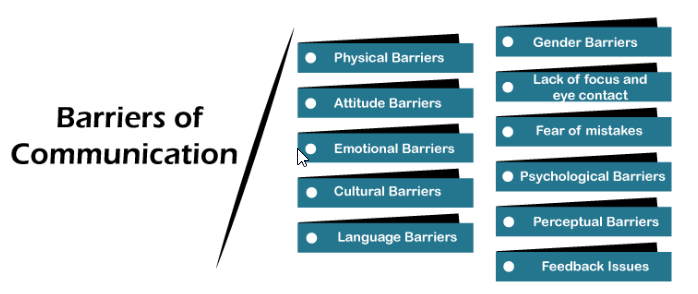 Barriers of
Communication
Physical Barriers
Attitude Barriers
Emotional Barriers
Cultural Barriers
Language Barriers
Gender Barriers
Lack of focus and
eye contact
Fear of mistakes
Psychological Barriers
Perceptual Barriers
Feedback Issues